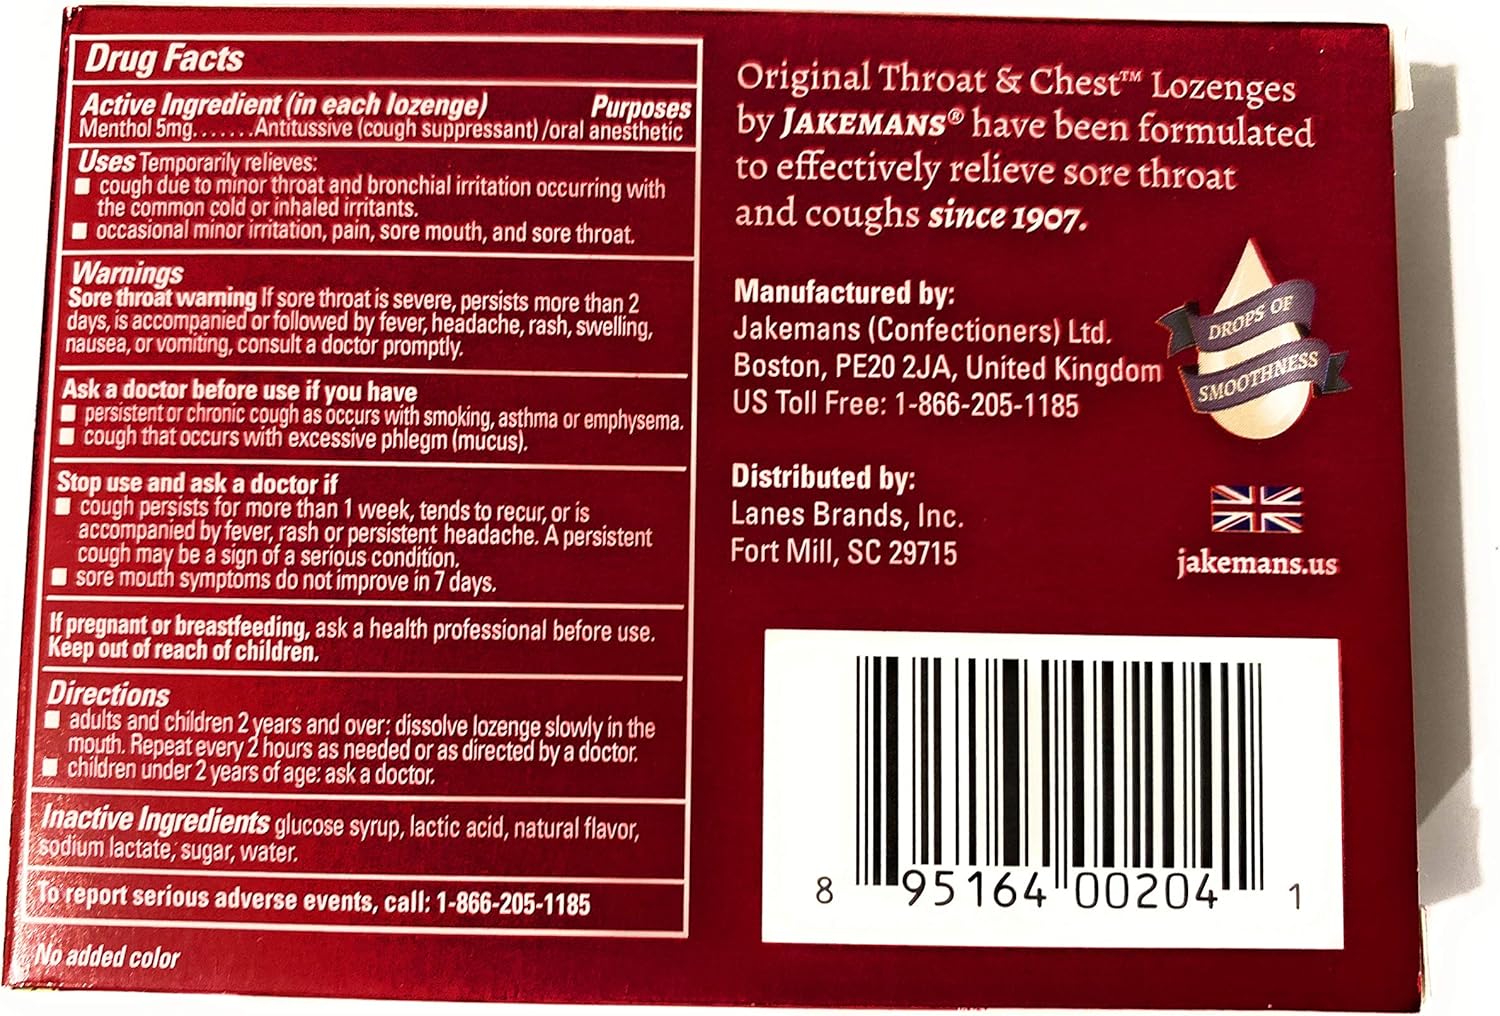 Drug Facts
Active Ingredient (in each lozenge) Purposes
Menthol 5mg.......Antitussive (cough suppressant) /oral anesthetic
Uses Temporarily relieves:
■ cough due to minor throat and bronchial irritation occurring with
the common cold or inhaled irritants.
■ occasional minor irritation, pain, sore mouth, and sore throat.
Warnings
Sore throat warning If sore throat is severe, persists more than 2
days, is accompanied or followed by fever, headache, rash, swelling,
nausea, or vomiting, consult a doctor promptly.
Ask a doctor before use if you have
■ persistent or chronic cough as occurs with smoking, asthma or emphysema.
■ cough that occurs with excessive phlegm (mucus).
Stop use and ask a doctor if
■ cough persists for more than 1 week, tends to recur, or is
accompanied by fever, rash or persistent headache. A persistent
cough may be a sign of a serious condition.
■ sore mouth symptoms do not improve in 7 days.
If pregnant or breastfeeding, ask a health professional before use.
Keep out of reach of children.
Directions
■ adults and children 2 years and over: dissolve lozenge slowly in the
mouth. Repeat every 2 hours as needed or as directed by a doctor.
■ children under 2 years of age: ask a doctor.
Inactive Ingredients glucose syrup, lactic acid, natural flavor,
sodium lactate, sugar, water.
To report serious adverse events, call: 1-866-205-1185
No added color
Original Throat & Chest™ Lozenges
by JAKEMANS® have been formulated
to effectively relieve sore throat
and coughs since 1907.
Manufactured by:
Jakemans (Confectioners) Ltd.
Boston, PE20 2JA, United Kingdom
US Toll Free: 1-866-205-1185
DROPS OF
SMOOTHNESS
Distributed by:
Lanes Brands, Inc.
Fort Mill, SC 29715
jakemans.us
8 95164 00204 1